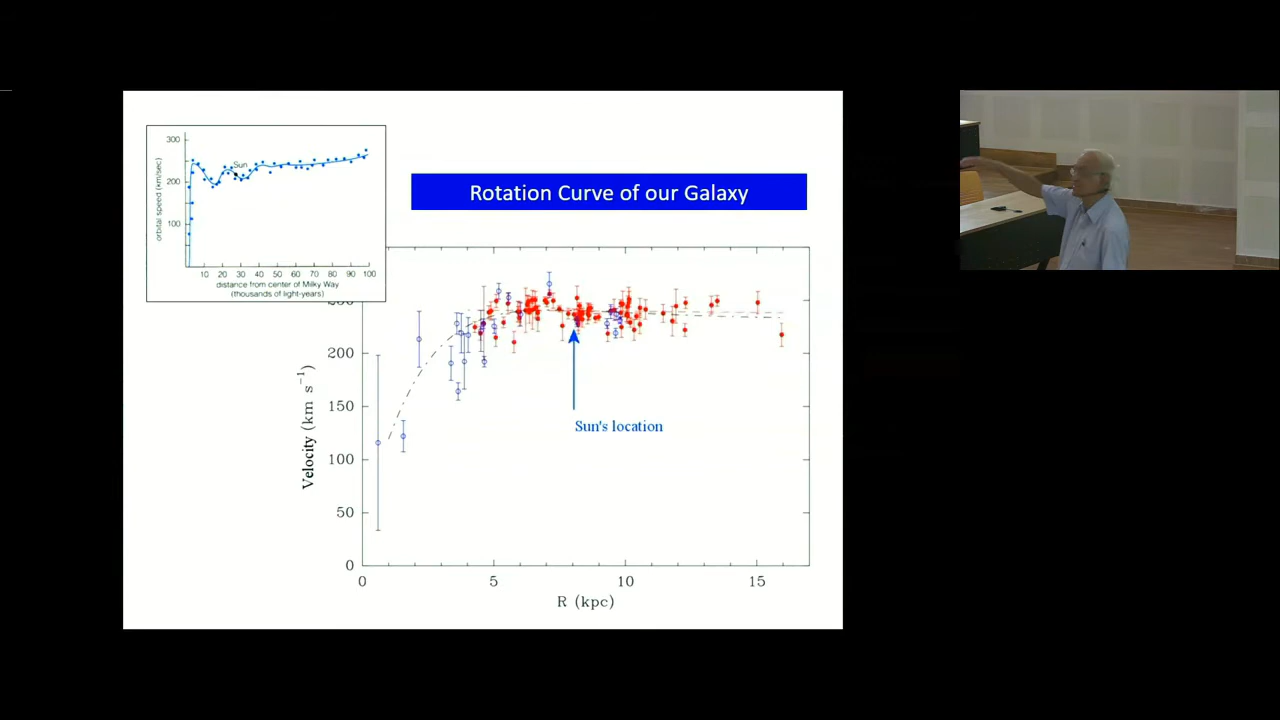 300
200
100
orbital speed (km/sec)
Sun
10 20 30 40 50 60 70 80 90 100
distance from center of Milky Way
(thousands of light-years)
Rotation Curve of our Galaxy
200
150
100
50
0
Velocity (km s⁻¹)
Sun's location
0 5 10 15
R (kpc)